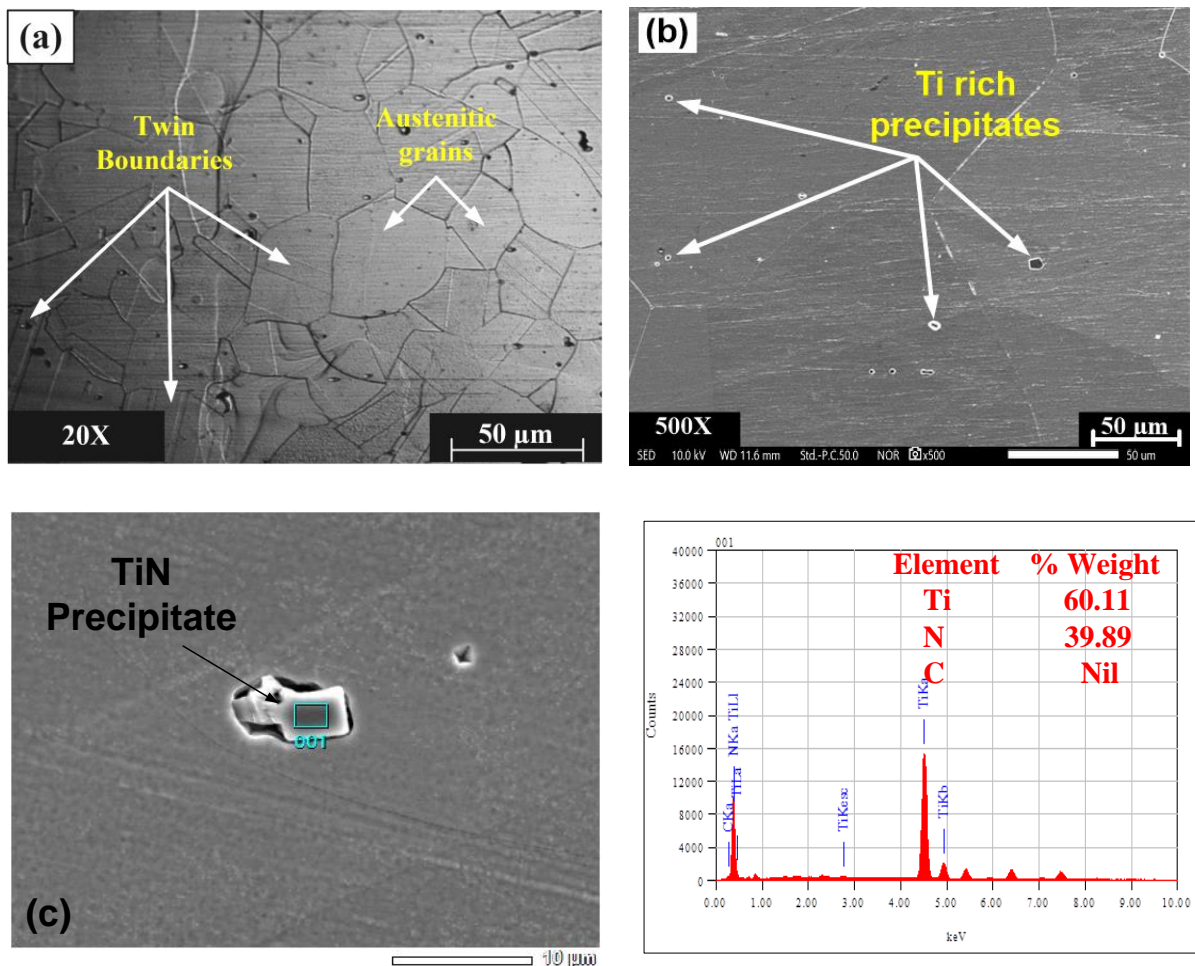 (a)
Twin
Boundaries
Austenitic
grains
20X
50 µm
(b)
Ti rich
precipitates
500X
50 µm
SED 10.0 kV WD 11.6 mm Std.-P.C.50.0 NOR x500 50 um
TiN
Precipitate
001
(c)
10 µm
001
Element % Weight
Ti 60.11
N 39.89
C Nil
Counts
40000
36000
32000
28000
24000
20000
16000
12000
8000
4000
0
CKa
TiLa
NKa TiLl
TiKesc
TiKa
TiKb
0.00 1.00 2.00 3.00 4.00 5.00 6.00 7.00 8.00 9.00 10.00
keV